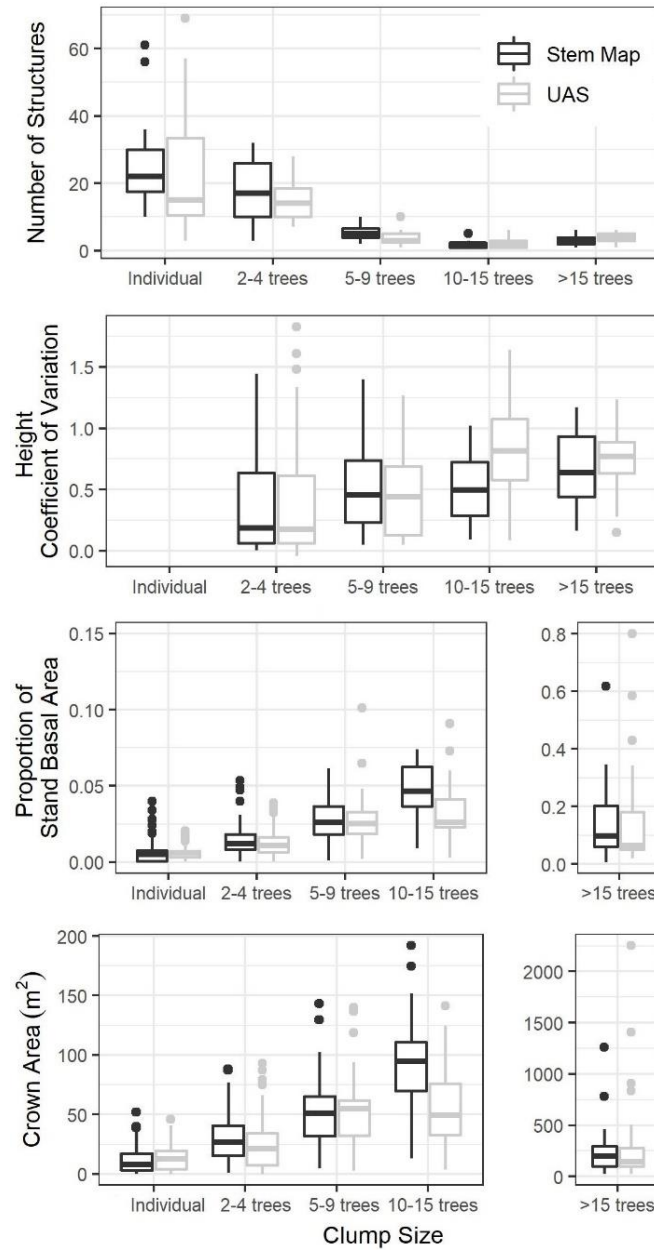 Number of Structures
60
40
20
0
Stem Map
UAS
Individual 2-4 trees 5-9 trees 10-15 trees >15 trees
Height
Coefficient of Variation
1.5
1.0
0.5
0.0
Individual 2-4 trees 5-9 trees 10-15 trees >15 trees
Proportion of
Stand Basal Area
0.15
0.10
0.05
0.00
Individual 2-4 trees 5-9 trees 10-15 trees
0.8
0.6
0.4
0.2
0.0
>15 trees
Crown Area (m²)
200
150
100
50
0
Individual 2-4 trees 5-9 trees 10-15 trees
2000
1500
1000
500
0
>15 trees
Clump Size